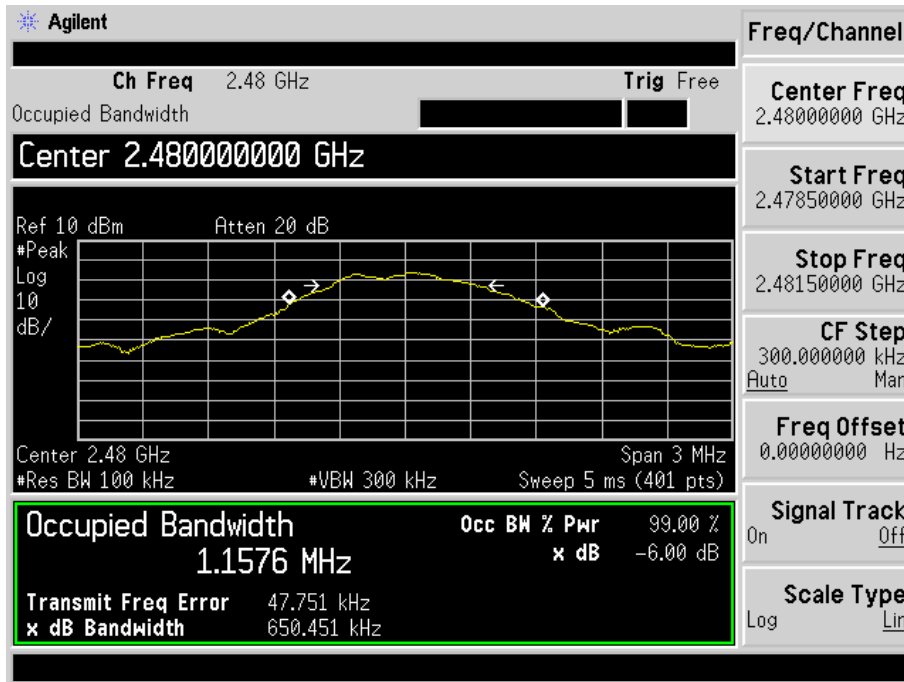 Agilent
Freq/Channel
Ch Freq 2.48 GHz Trig Free
Occupied Bandwidth
Center 2.480000000 GHz
Ref 10 dBm Atten 20 dB
#Peak
Log
10
dB/
Center 2.48 GHz Span 3 MHz
#Res BW 100 kHz #VBW 300 kHz Sweep 5 ms (401 pts)
Occupied Bandwidth
1.1576 MHz
Occ BW % Pwr 99.00 %
x dB -6.00 dB
Transmit Freq Error 47.751 kHz
x dB Bandwidth 650.451 kHz
Center Freq
2.48000000 GHz
Start Freq
2.47850000 GHz
Stop Freq
2.48150000 GHz
CF Step
300.000000 kHz
Auto Man
Freq Offset
0.00000000 Hz
Signal Track
On Off
Scale Type
Log Lin